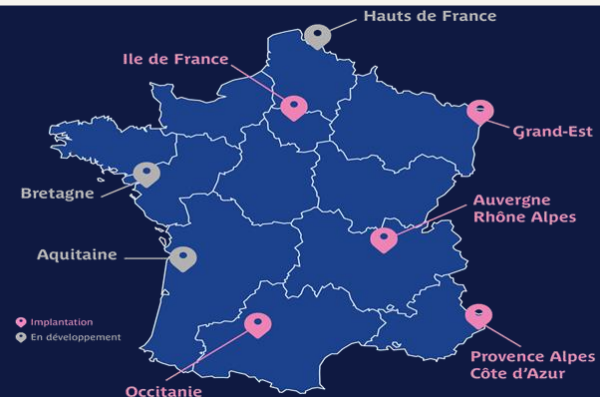 Hauts de France
Ile de France
Grand-Est
Bretagne
Auvergne
Rhône Alpes
Aquitaine
Implantation
En développement
Provence Alpes
Côte d'Azur
Occitanie